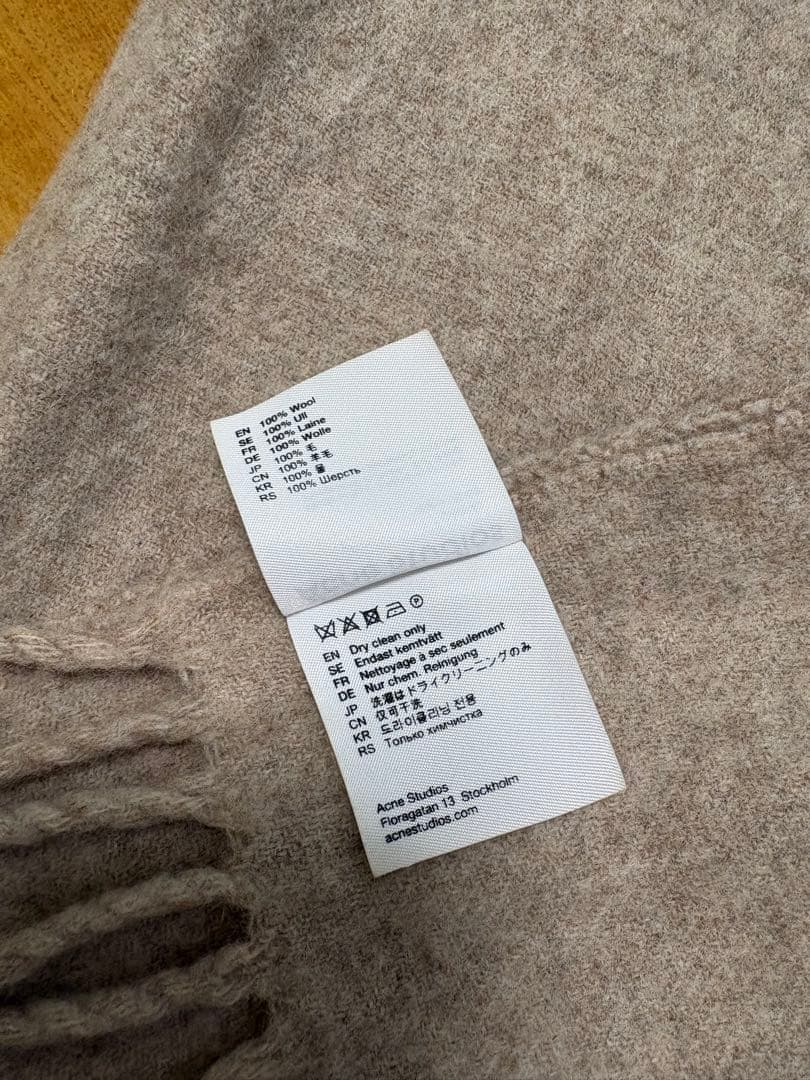 EN 100% Wool
SE 100% Ull
FR 100% Laine
DE 100% Wolle
JP 100% 毛
CN 100% 羊毛
KR 100% 울
RS 100% Шерсть
EN Dry clean only
SE Endast kemtvätt
FR Nettoyage à sec seulement
DE Nur chem. Reinigung
JP 洗濯はドライクリーニングのみ
CN 仅可干洗
KR 드라이클리닝 전용
RS Только химчистка
Acne Studios
Floragatan 13 Stockholm
acnestudios.com